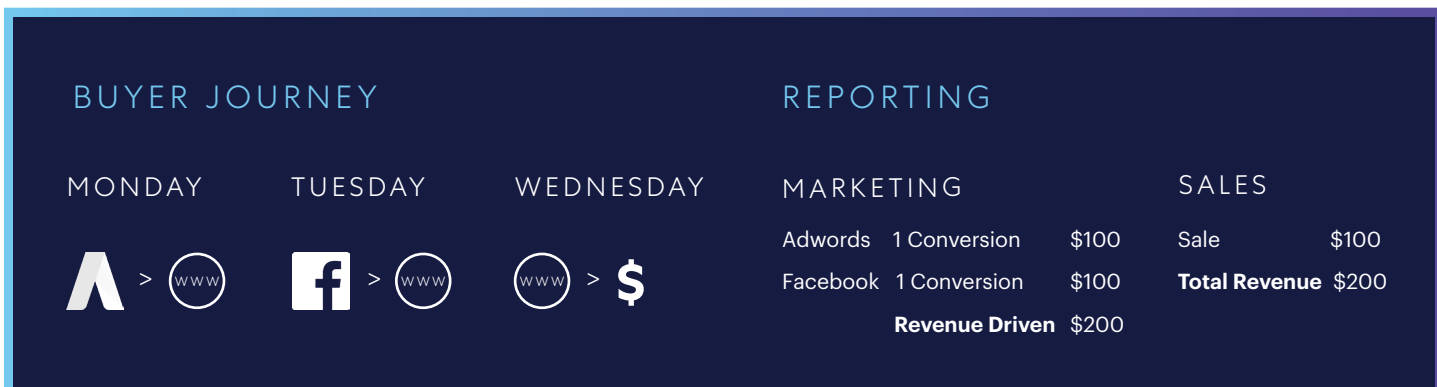 BUYER JOURNEY
MONDAY TUESDAY WEDNESDAY
> WWW > WWW WWW > $
REPORTING
MARKETING
Adwords 1 Conversion $100
Facebook 1 Conversion $100
Revenue Driven $200
SALES
Sale $100
Total Revenue $200